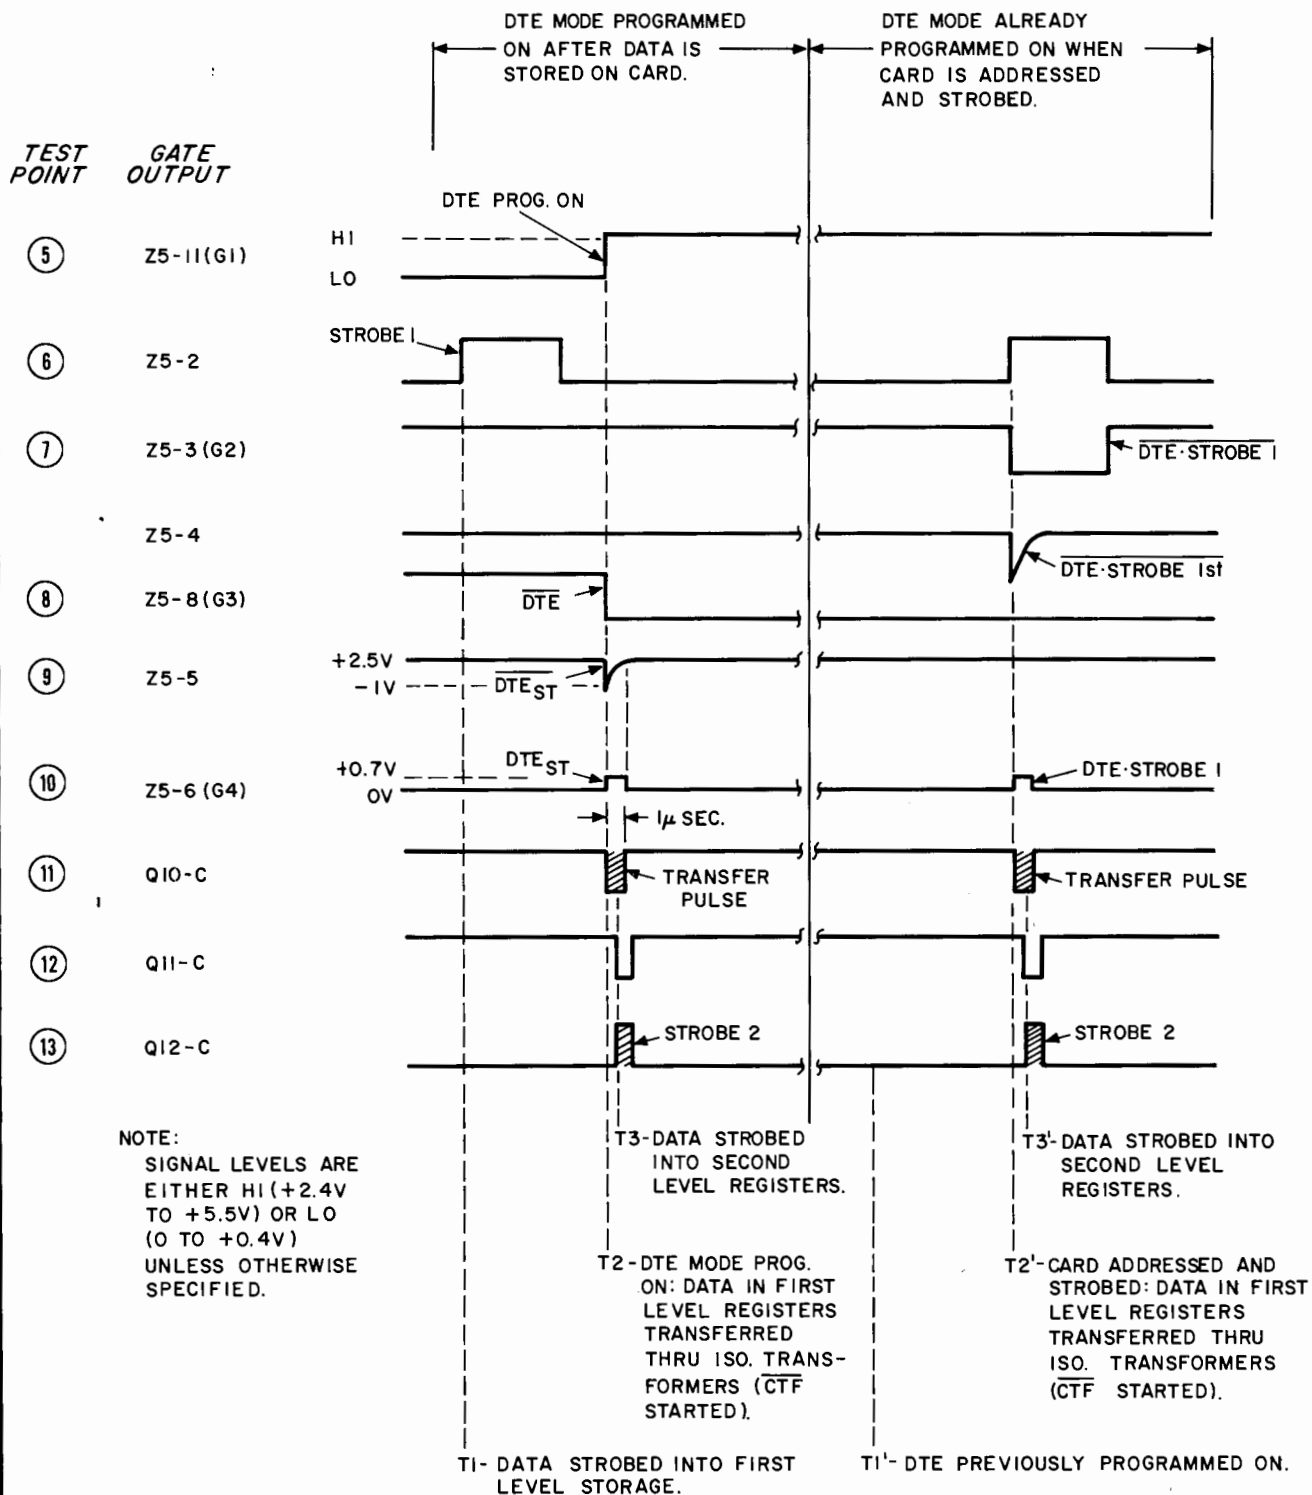 DTE MODE PROGRAMMED
ON AFTER DATA IS
STORED ON CARD.
DTE MODE ALREADY
PROGRAMMED ON WHEN
CARD IS ADDRESSED
AND STROBED.
TEST
POINT
GATE
OUTPUT
DTE PROG. ON
5
Z5-11(G1)
HI
LO
STROBE 1
6
Z5-2
7
Z5-3(G2)
DTE·STROBE 1
Z5-4
DTE·STROBE 1st
8
Z5-8(G3)
DTE
9
Z5-5
+2.5V
-1V
DTE ST
10
Z5-6(G4)
+0.7V
0V
DTE ST
DTE·STROBE 1
1µ SEC.
11
Q10-C
TRANSFER
PULSE
TRANSFER PULSE
12
Q11-C
13
Q12-C
STROBE 2
STROBE 2
NOTE:
SIGNAL LEVELS ARE
EITHER HI (+2.4V
TO +5.5V) OR LO
(0 TO +0.4V)
UNLESS OTHERWISE
SPECIFIED.
T3-DATA STROBED
INTO SECOND
LEVEL REGISTERS.
T3'-DATA STROBED INTO
SECOND LEVEL
REGISTERS.
T2-DTE MODE PROG.
ON: DATA IN FIRST
LEVEL REGISTERS
TRANSFERRED
THRU ISO. TRANS-
FORMERS (CTF
STARTED).
T2'-CARD ADDRESSED AND
STROBED: DATA IN FIRST
LEVEL REGISTERS
TRANSFERRED THRU
ISO. TRANSFORMERS
(CTF STARTED).
T1- DATA STROBED INTO FIRST
LEVEL STORAGE.
T1'- DTE PREVIOUSLY PROGRAMMED ON.